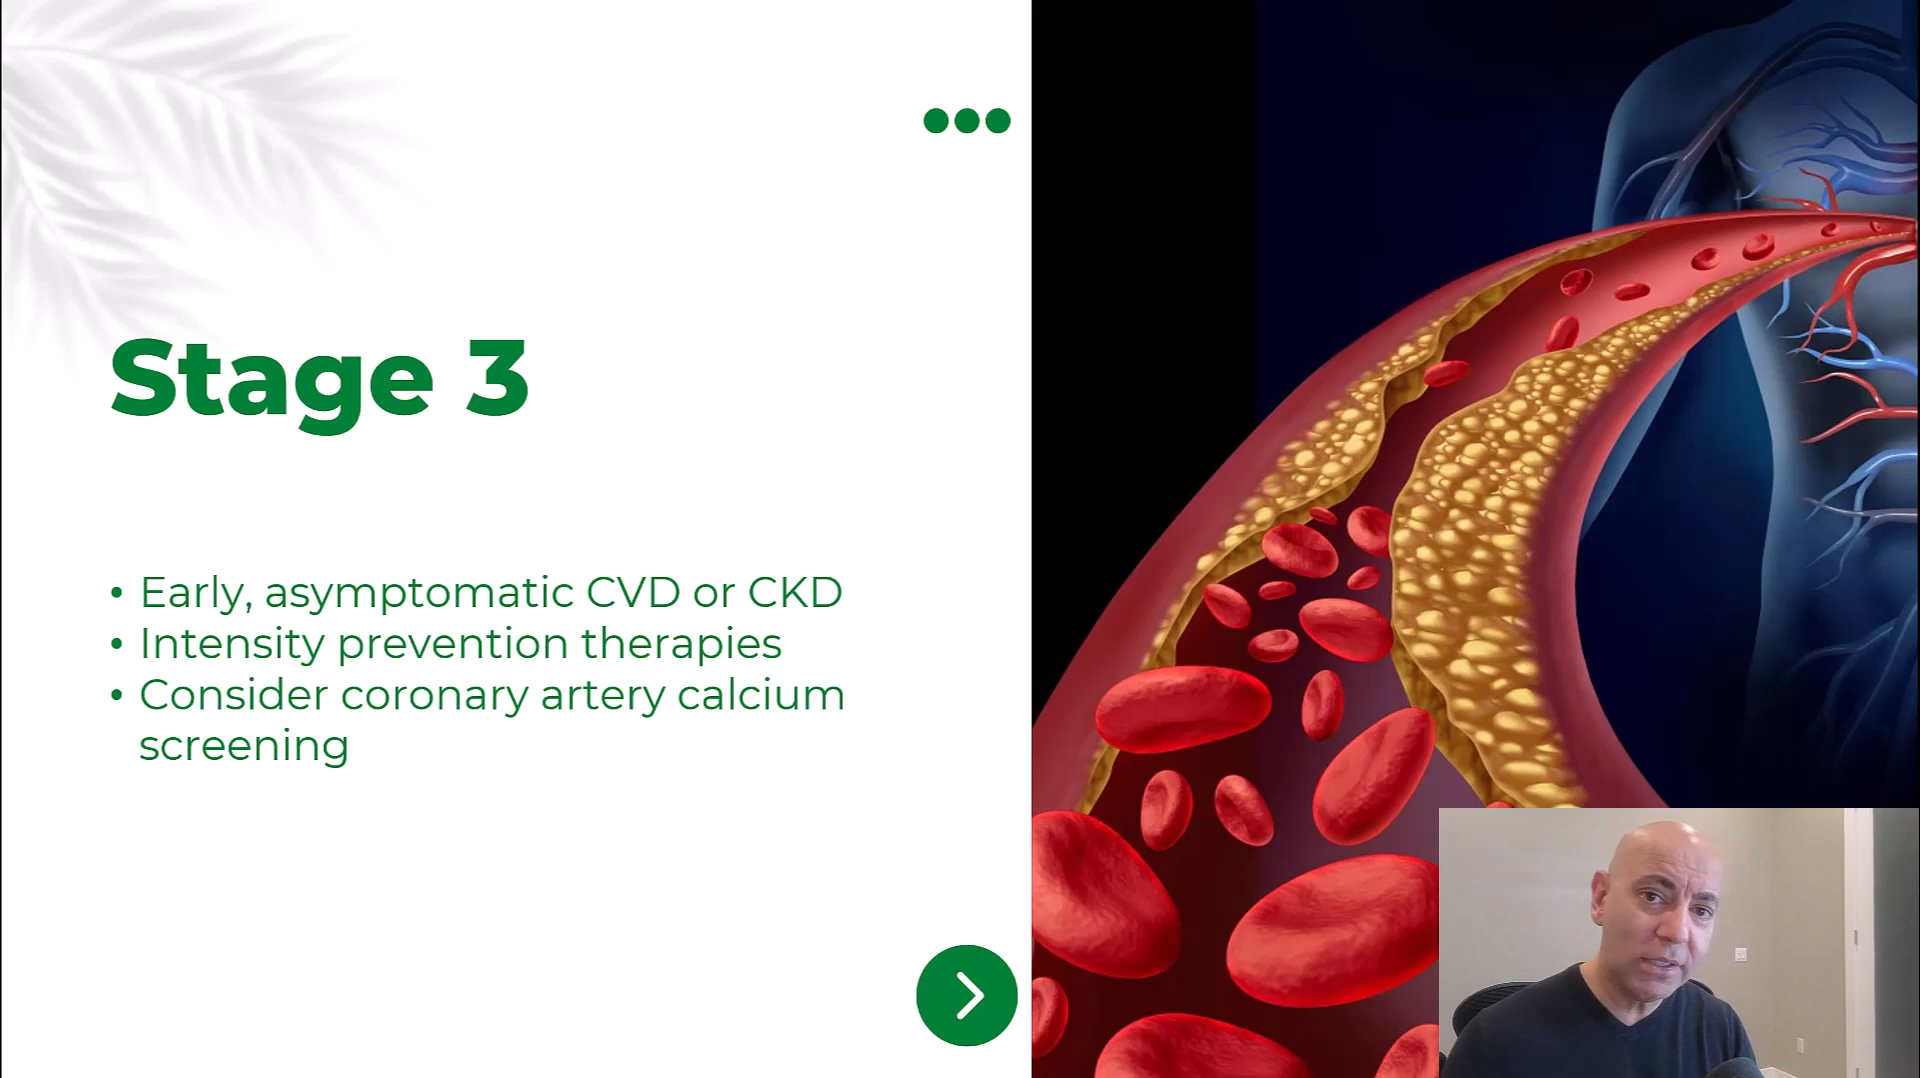 Stage 3
• Early, asymptomatic CVD or CKD
• Intensity prevention therapies
• Consider coronary artery calcium
screening